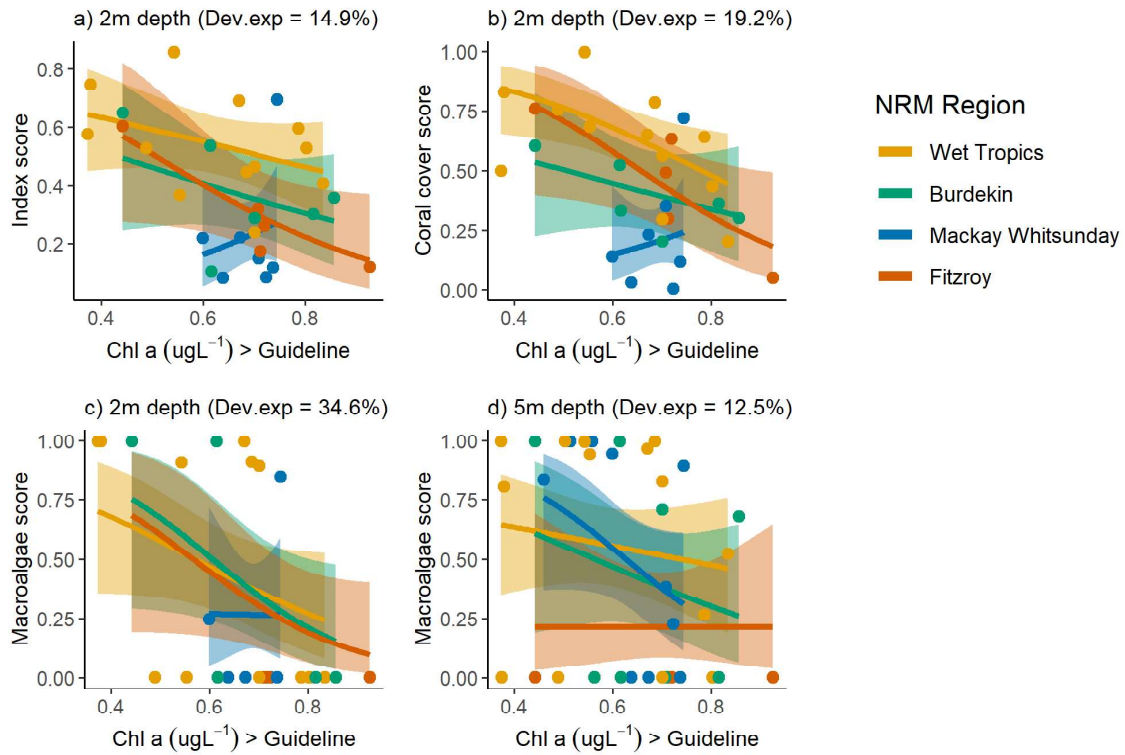 a) 2m depth (Dev.exp = 14.9%)
0.8
0.6
0.4
0.2
Index score
0.4 0.6 0.8
Chl a (ugL⁻¹) > Guideline
b) 2m depth (Dev.exp = 19.2%)
1.00
0.75
0.50
0.25
0.00
Coral cover score
0.4 0.6 0.8
Chl a (ugL⁻¹) > Guideline
NRM Region
Wet Tropics
Burdekin
Mackay Whitsunday
Fitzroy
c) 2m depth (Dev.exp = 34.6%)
1.00
0.75
0.50
0.25
0.00
Macroalgae score
0.4 0.6 0.8
Chl a (ugL⁻¹) > Guideline
d) 5m depth (Dev.exp = 12.5%)
1.00
0.75
0.50
0.25
0.00
Macroalgae score
0.4 0.6 0.8
Chl a (ugL⁻¹) > Guideline